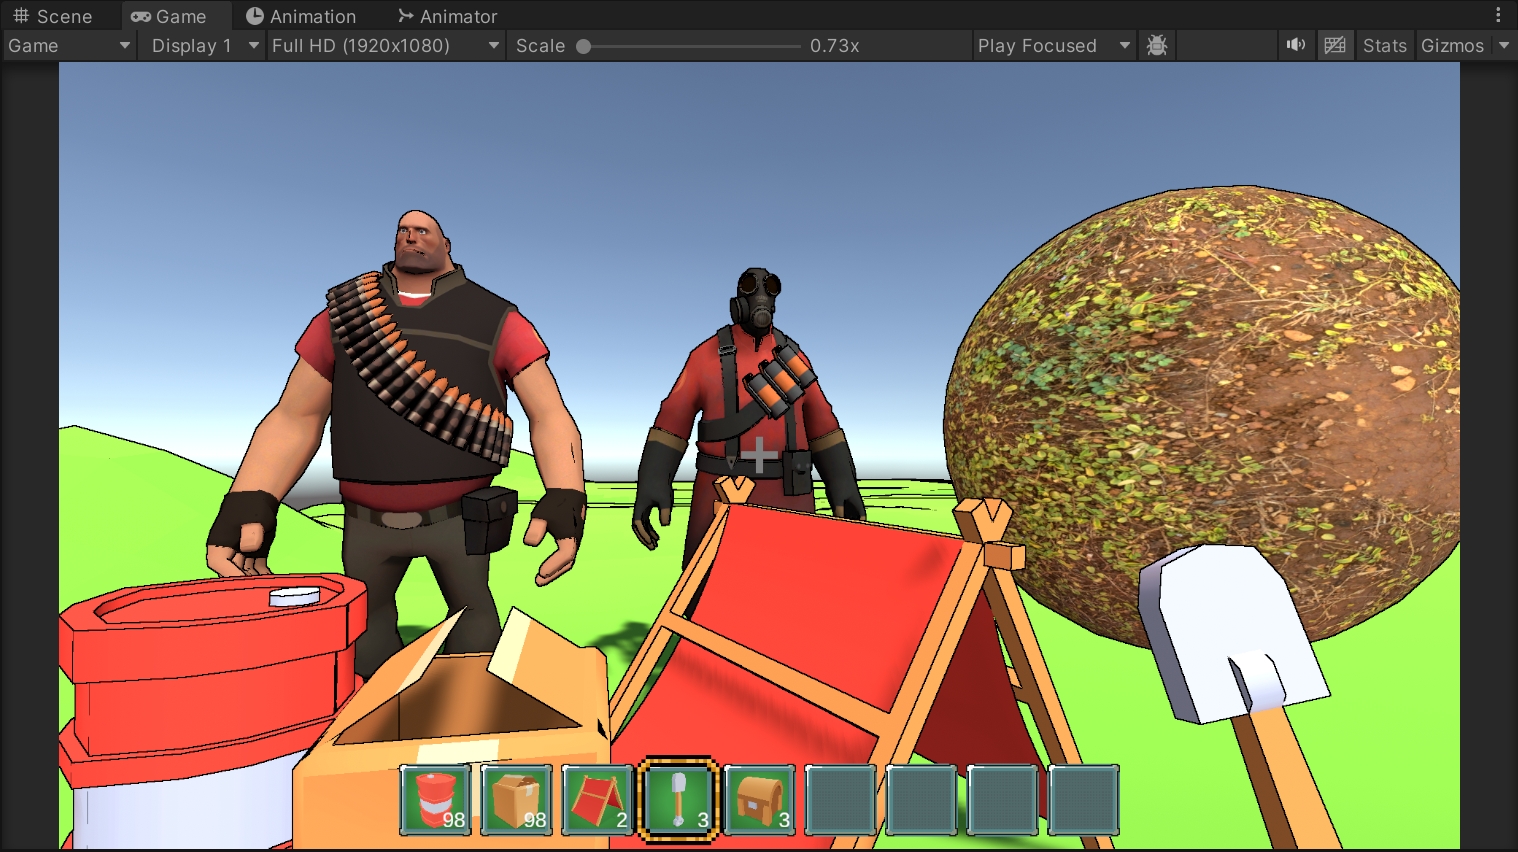 Scene Game Animation Animator
Game Display 1 Full HD (1920x1080) Scale 0.73x Play Focused Stats Gizmos
98 98 2 3 3